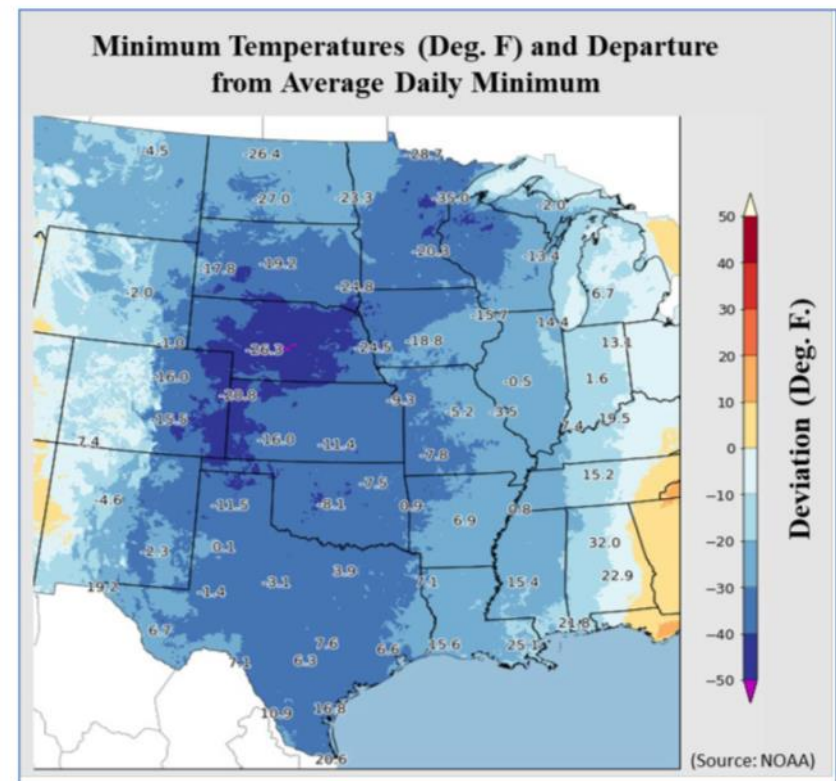 Minimum Temperatures (Deg. F) and Departure
from Average Daily Minimum
-4.5 -26.4 -28.7
-27.0 -23.3 -35.0 -2.0
-17.8 -19.2 -20.3 -13.4
-2.0 -24.8 6.7
-15.7 14.4
-1.0 -26.3 -24.5 -18.8 13.1
-16.0 -0.5 1.6
-20.8 -9.3
-15.5 -5.2 -3.5 7.4 19.5
7.4 -16.0 -11.4 -7.8
-7.5 15.2
-4.6 -11.5 -8.1 0.9 6.9 0.8
-2.3 0.1 32.0
-1.4 -3.1 3.9 7.1 15.4 22.9
19.2
6.7 21.8
7.1 7.6 6.3 6.6 15.6 25.1
10.9 16.8
20.6
50
40
30
20
10
0
−10
−20
−30
−40
−50
Deviation (Deg. F.)
(Source: NOAA)